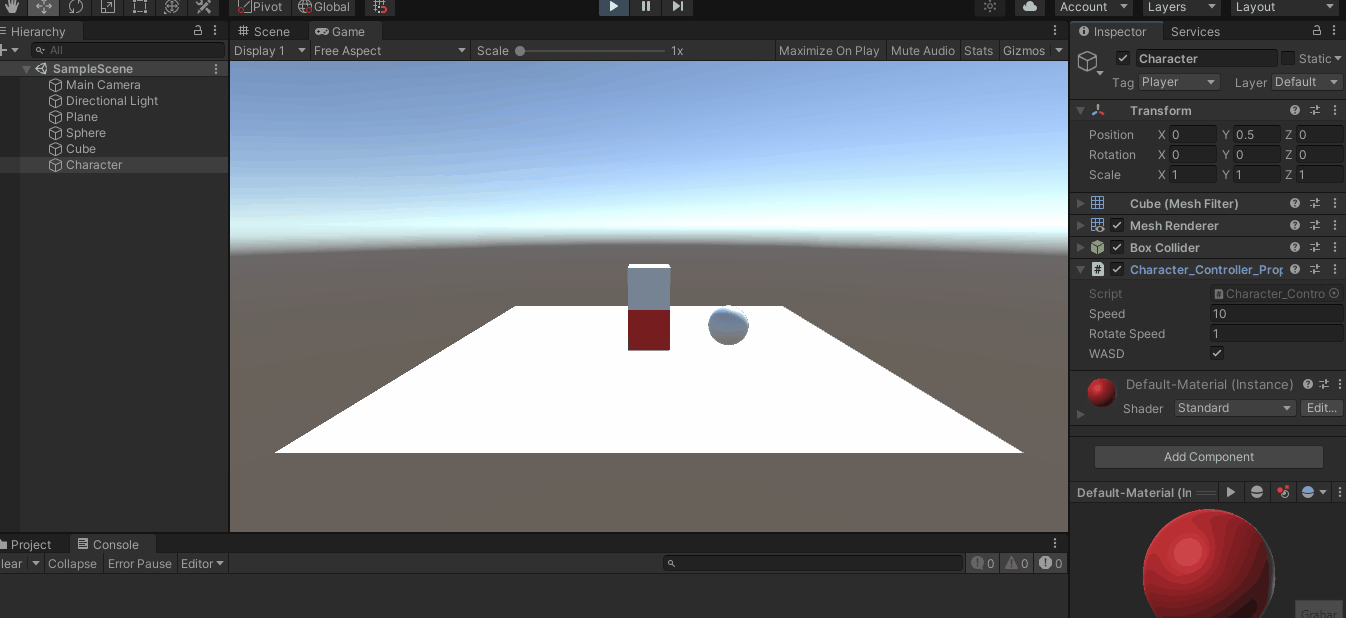 Pivot Global Account Layers Layout
Hierarchy Scene Game Inspector Services
All
Display 1 Free Aspect Scale 1x Maximize On Play Mute Audio Stats Gizmos
Character Static
Tag Player Layer Default
SampleScene
Main Camera
Directional Light
Plane
Sphere
Cube
Character
Transform
Position X 0 Y 0.5 Z 0
Rotation X 0 Y 0 Z 0
Scale X 1 Y 1 Z 1
Cube (Mesh Filter)
Mesh Renderer
Box Collider
# Character_Controller_Prop
Script Character_Contro
Speed 10
Rotate Speed 1
WASD
Default-Material (Instance)
Shader Standard Edit...
Add Component
Default-Material (In
Project Console
lear Collapse Error Pause Editor 0 0 0
Grabar